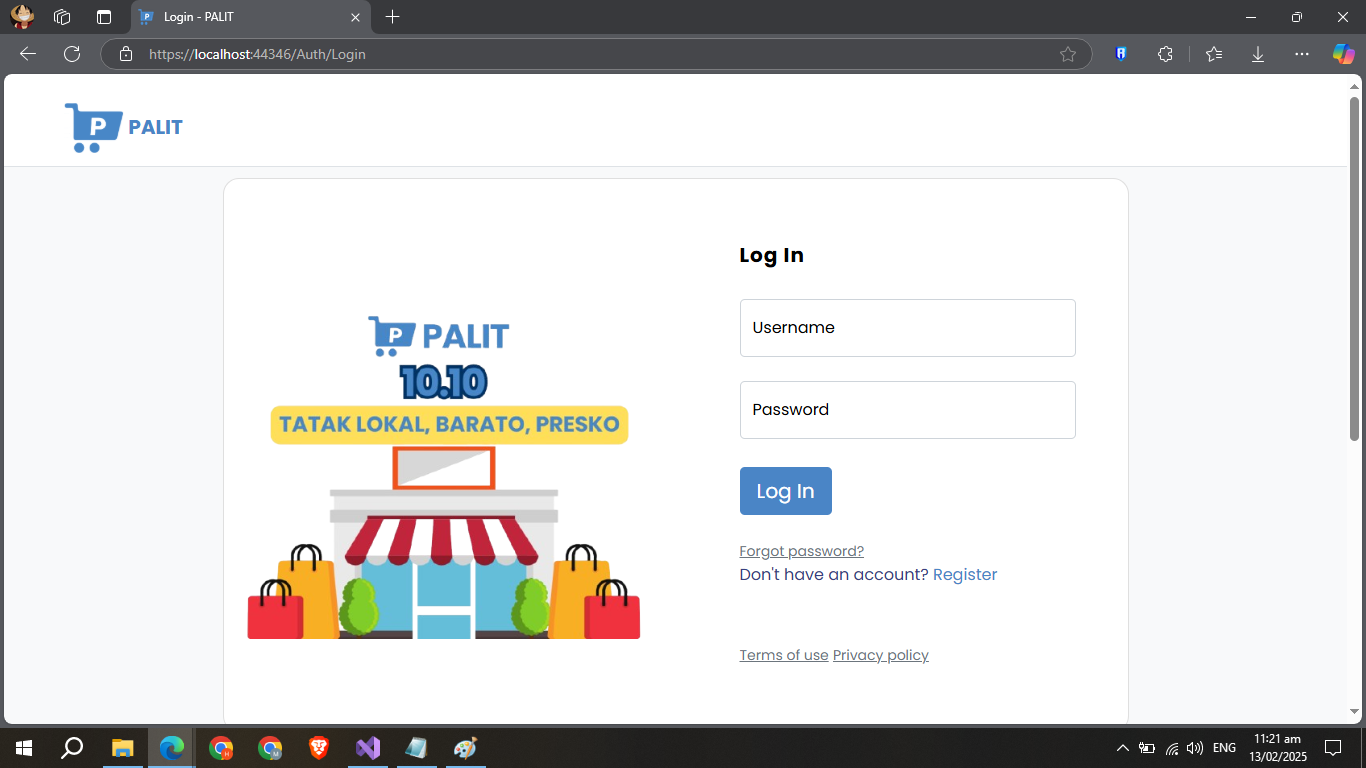 Login - PALIT
https://localhost:44346/Auth/Login
P PALIT
Log In
Username
Password
Log In
Forgot password?
Don't have an account? Register
Terms of use Privacy policy
P PALIT
10.10
TATAK LOKAL, BARATO, PRESKO
H
M
ENG
11:21 am
13/02/2025